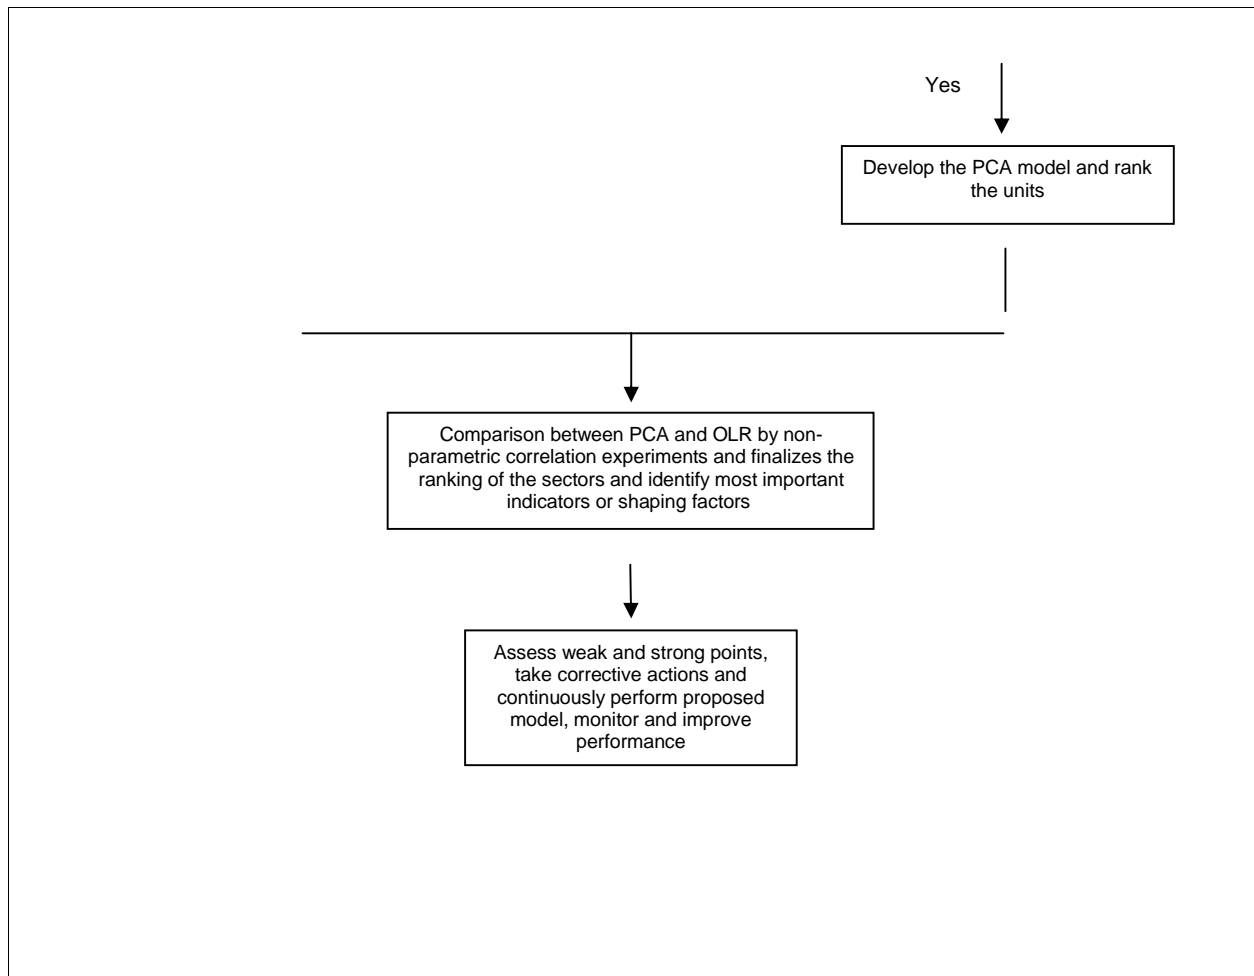 Yes
Develop the PCA model and rank
the units
Comparison between PCA and OLR by non-
parametric correlation experiments and finalizes the
ranking of the sectors and identify most important
indicators or shaping factors
Assess weak and strong points,
take corrective actions and
continuously perform proposed
model, monitor and improve
performance